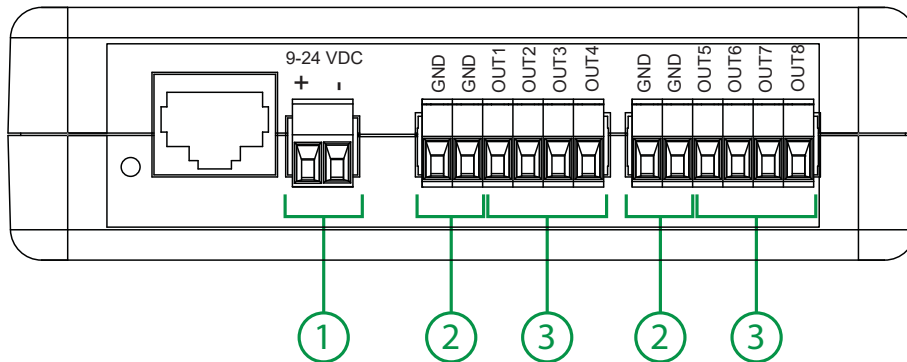 9-24 VDC
+ -
GND
GND
OUT1
OUT2
OUT3
OUT4
GND
GND
OUT5
OUT6
OUT7
OUT8
1
2
3
2
3